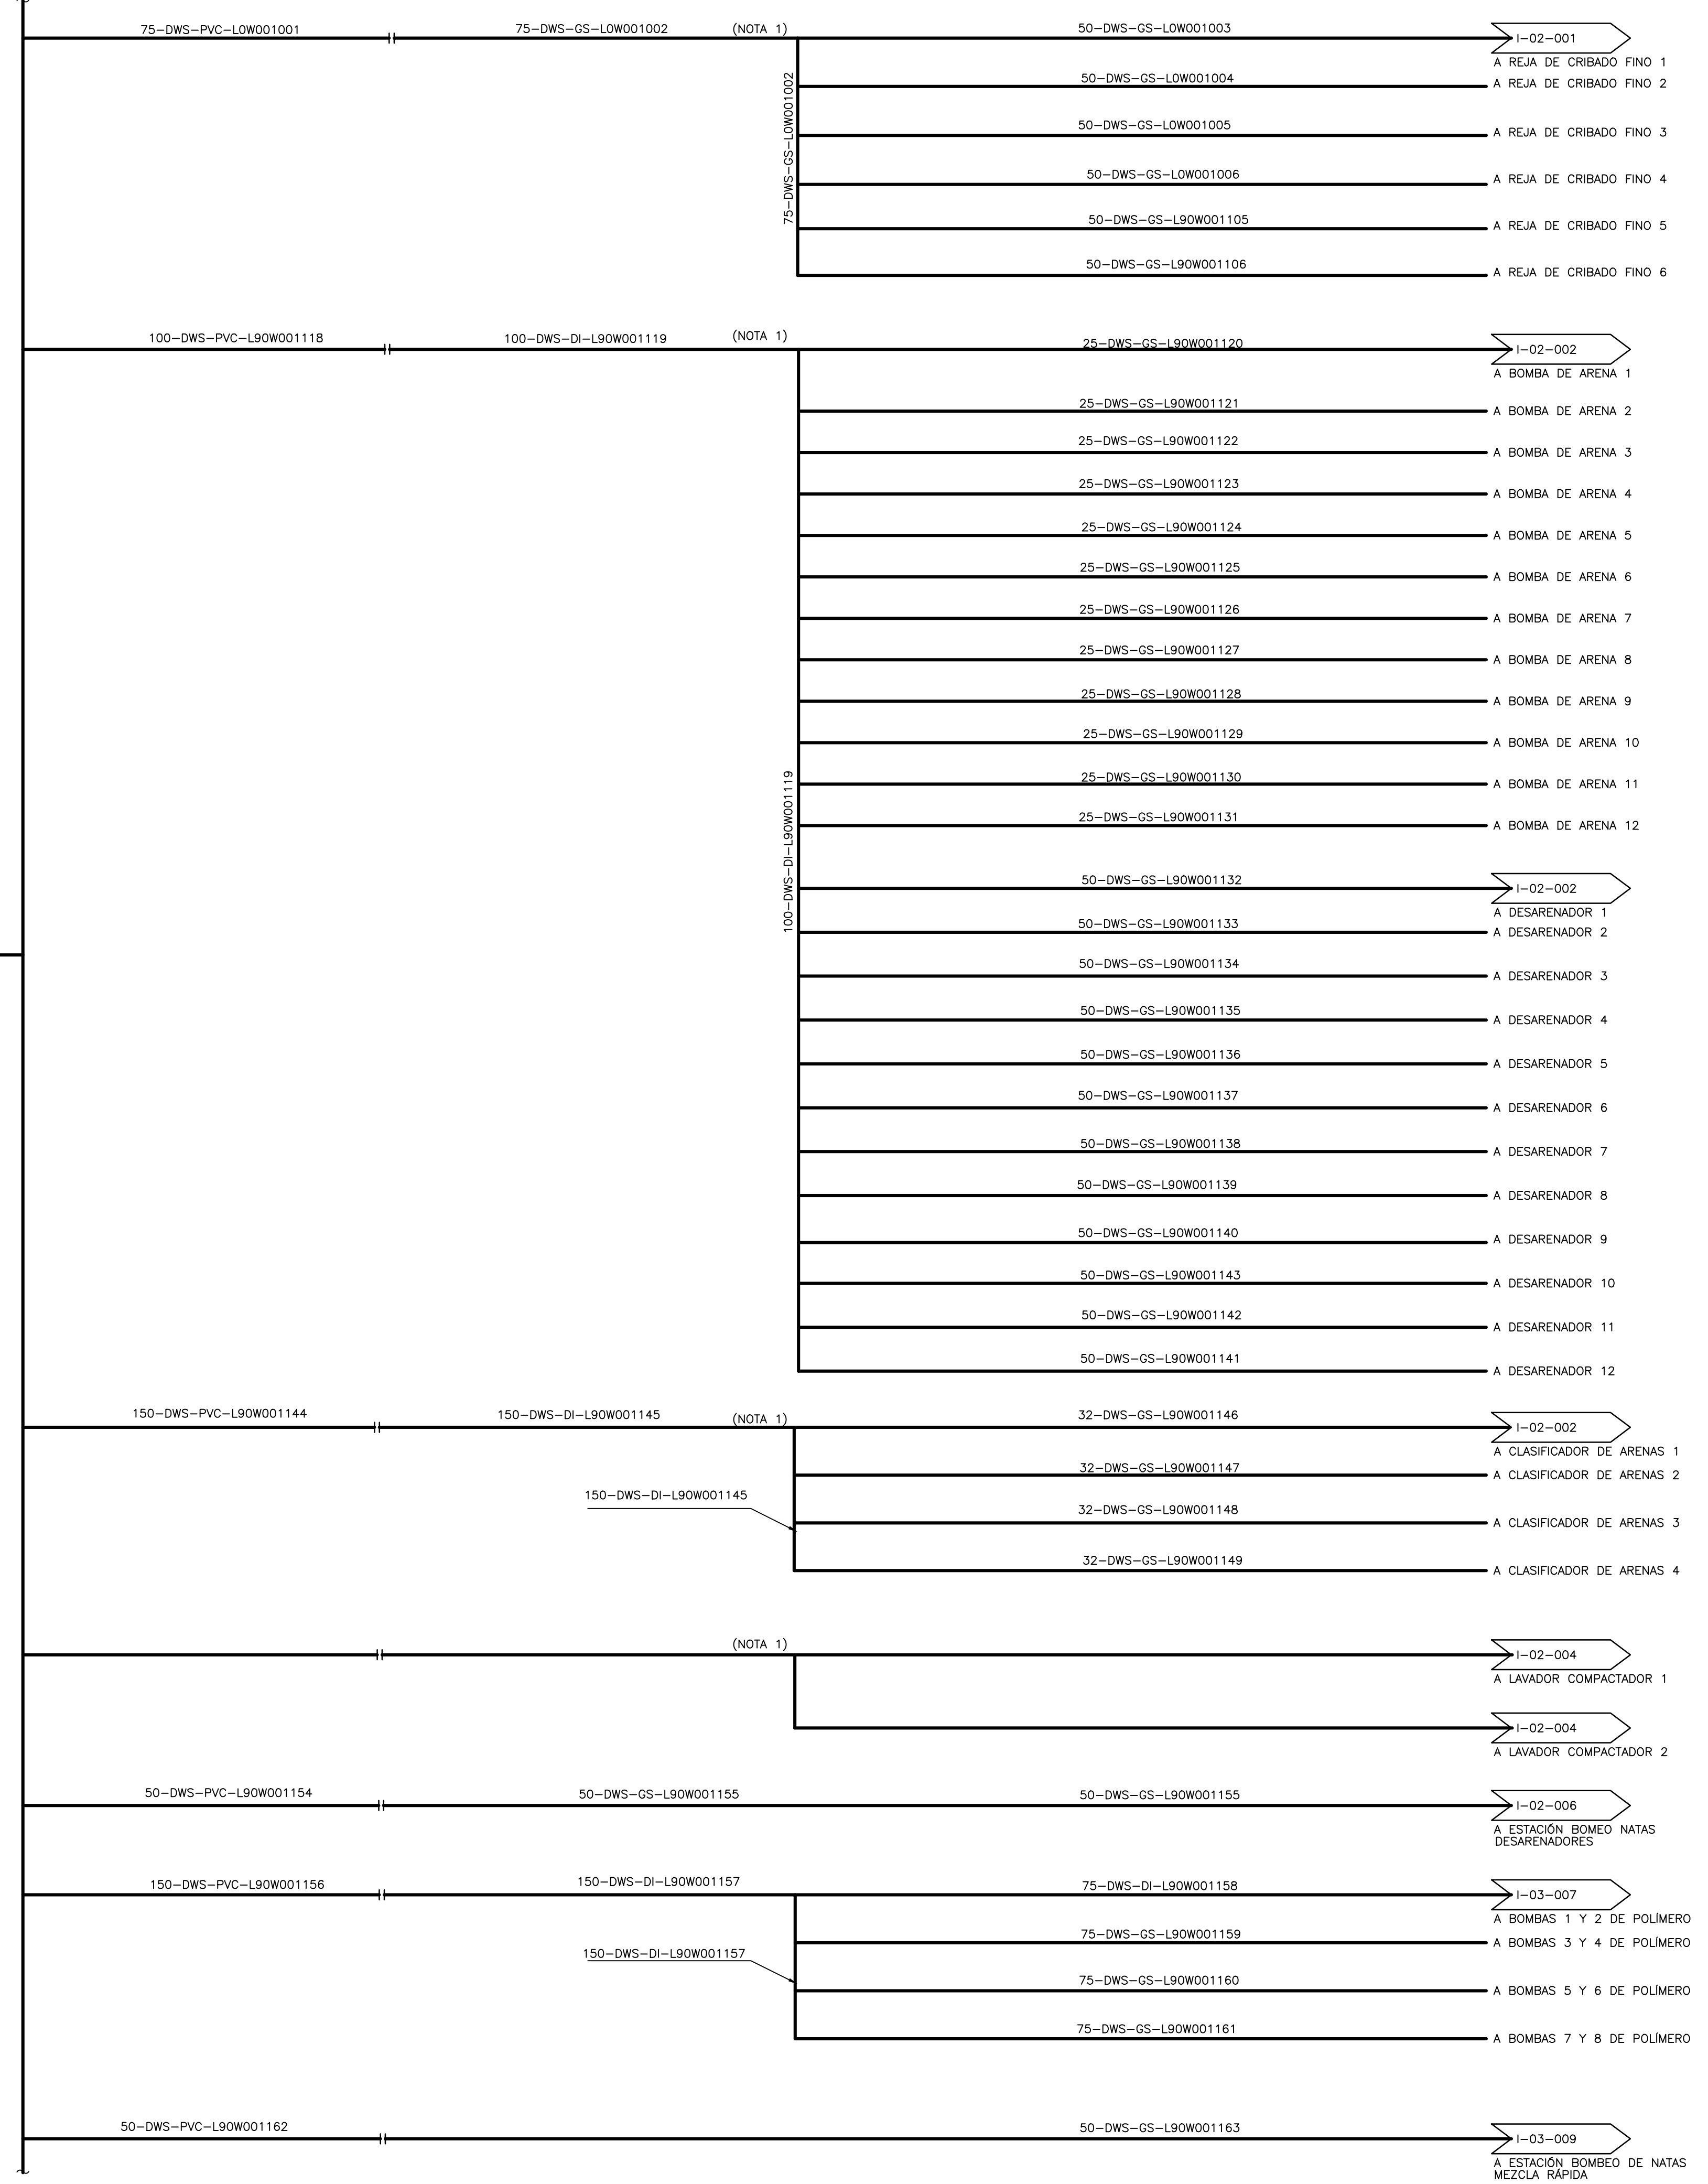 75-DWS-PVC-L0W001001
75-DWS-GS-L0W001002
(NOTA 1)
50-DWS-GS-L0W001003
I-02-001
A REJA DE CRIBADO FINO 1
75-DWS-GS-L0W001002
50-DWS-GS-L0W001004
A REJA DE CRIBADO FINO 2
50-DWS-GS-L0W001005
A REJA DE CRIBADO FINO 3
50-DWS-GS-L0W001006
A REJA DE CRIBADO FINO 4
50-DWS-GS-L90W001105
A REJA DE CRIBADO FINO 5
50-DWS-GS-L90W001106
A REJA DE CRIBADO FINO 6
100-DWS-PVC-L90W001118
100-DWS-DI-L90W001119
(NOTA 1)
25-DWS-GS-L90W001120
I-02-002
A BOMBA DE ARENA 1
25-DWS-GS-L90W001121
A BOMBA DE ARENA 2
25-DWS-GS-L90W001122
A BOMBA DE ARENA 3
25-DWS-GS-L90W001123
A BOMBA DE ARENA 4
25-DWS-GS-L90W001124
A BOMBA DE ARENA 5
25-DWS-GS-L90W001125
A BOMBA DE ARENA 6
25-DWS-GS-L90W001126
A BOMBA DE ARENA 7
25-DWS-GS-L90W001127
A BOMBA DE ARENA 8
25-DWS-GS-L90W001128
A BOMBA DE ARENA 9
25-DWS-GS-L90W001129
A BOMBA DE ARENA 10
25-DWS-GS-L90W001130
A BOMBA DE ARENA 11
25-DWS-GS-L90W001131
A BOMBA DE ARENA 12
100-DWS-DI-L90W001119
50-DWS-GS-L90W001132
I-02-002
A DESARENADOR 1
50-DWS-GS-L90W001133
A DESARENADOR 2
50-DWS-GS-L90W001134
A DESARENADOR 3
50-DWS-GS-L90W001135
A DESARENADOR 4
50-DWS-GS-L90W001136
A DESARENADOR 5
50-DWS-GS-L90W001137
A DESARENADOR 6
50-DWS-GS-L90W001138
A DESARENADOR 7
50-DWS-GS-L90W001139
A DESARENADOR 8
50-DWS-GS-L90W001140
A DESARENADOR 9
50-DWS-GS-L90W001143
A DESARENADOR 10
50-DWS-GS-L90W001142
A DESARENADOR 11
50-DWS-GS-L90W001141
A DESARENADOR 12
150-DWS-PVC-L90W001144
150-DWS-DI-L90W001145
(NOTA 1)
32-DWS-GS-L90W001146
I-02-002
A CLASIFICADOR DE ARENAS 1
32-DWS-GS-L90W001147
A CLASIFICADOR DE ARENAS 2
150-DWS-DI-L90W001145
32-DWS-GS-L90W001148
A CLASIFICADOR DE ARENAS 3
32-DWS-GS-L90W001149
A CLASIFICADOR DE ARENAS 4
(NOTA 1)
I-02-004
A LAVADOR COMPACTADOR 1
I-02-004
A LAVADOR COMPACTADOR 2
50-DWS-PVC-L90W001154
50-DWS-GS-L90W001155
50-DWS-GS-L90W001155
I-02-006
A ESTACIÓN BOMEO NATAS
DESARENADORES
150-DWS-PVC-L90W001156
150-DWS-DI-L90W001157
75-DWS-DI-L90W001158
I-03-007
A BOMBAS 1 Y 2 DE POLÍMERO
75-DWS-GS-L90W001159
A BOMBAS 3 Y 4 DE POLÍMERO
150-DWS-DI-L90W001157
75-DWS-GS-L90W001160
A BOMBAS 5 Y 6 DE POLÍMERO
75-DWS-GS-L90W001161
A BOMBAS 7 Y 8 DE POLÍMERO
50-DWS-PVC-L90W001162
50-DWS-GS-L90W001163
I-03-009
A ESTACIÓN BOMBEO DE NATAS
MEZCLA RÁPIDA